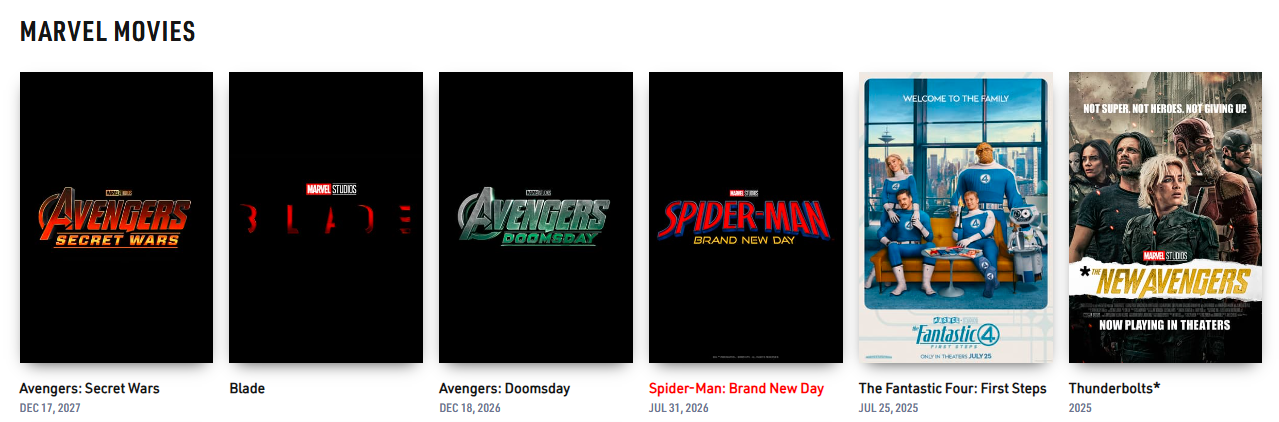 MARVEL MOVIES
MARVEL STUDIOS
AVENGERS
SECRET WARS
Avengers: Secret Wars
DEC 17, 2027
MARVEL STUDIOS
BLADE
Blade
MARVEL STUDIOS
AVENGERS
DOOMSDAY
Avengers: Doomsday
DEC 18, 2026
MARVEL STUDIOS
SPIDER-MAN
BRAND NEW DAY
Spider-Man: Brand New Day
JUL 31, 2026
WELCOME TO THE FAMILY
4
4
MARVEL STUDIOS
the Fantastic 4
FIRST STEPS
ONLY IN THEATERS JULY 25
The Fantastic Four: First Steps
JUL 25, 2025
NOT SUPER. NOT HEROES. NOT GIVING UP.
MARVEL STUDIOS
*THE NEW AVENGERS
NOW PLAYING IN THEATERS
Thunderbolts*
2025